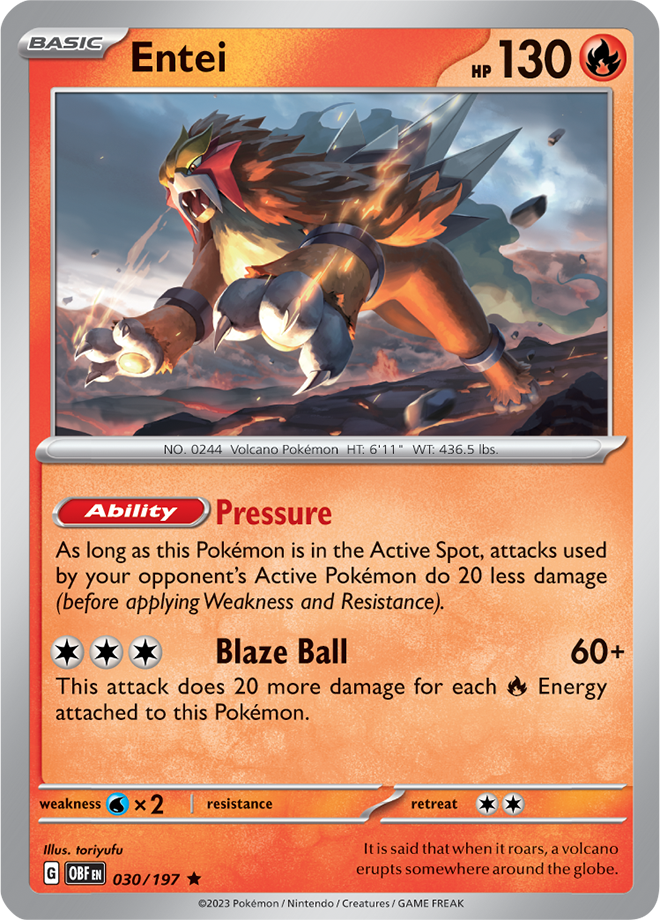 BASIC Entei HP 130
NO. 0244 Volcano Pokémon HT: 6'11" WT: 436.5 lbs.
Ability Pressure
As long as this Pokémon is in the Active Spot, attacks used
by your opponent's Active Pokémon do 20 less damage
(before applying Weakness and Resistance).
Blaze Ball 60+
This attack does 20 more damage for each Energy
attached to this Pokémon.
weakness ×2 resistance retreat
Illus. toriyufu
It is said that when it roars, a volcano
erupts somewhere around the globe.
G OBF EN 030/197 ★
©2023 Pokémon / Nintendo / Creatures / GAME FREAK